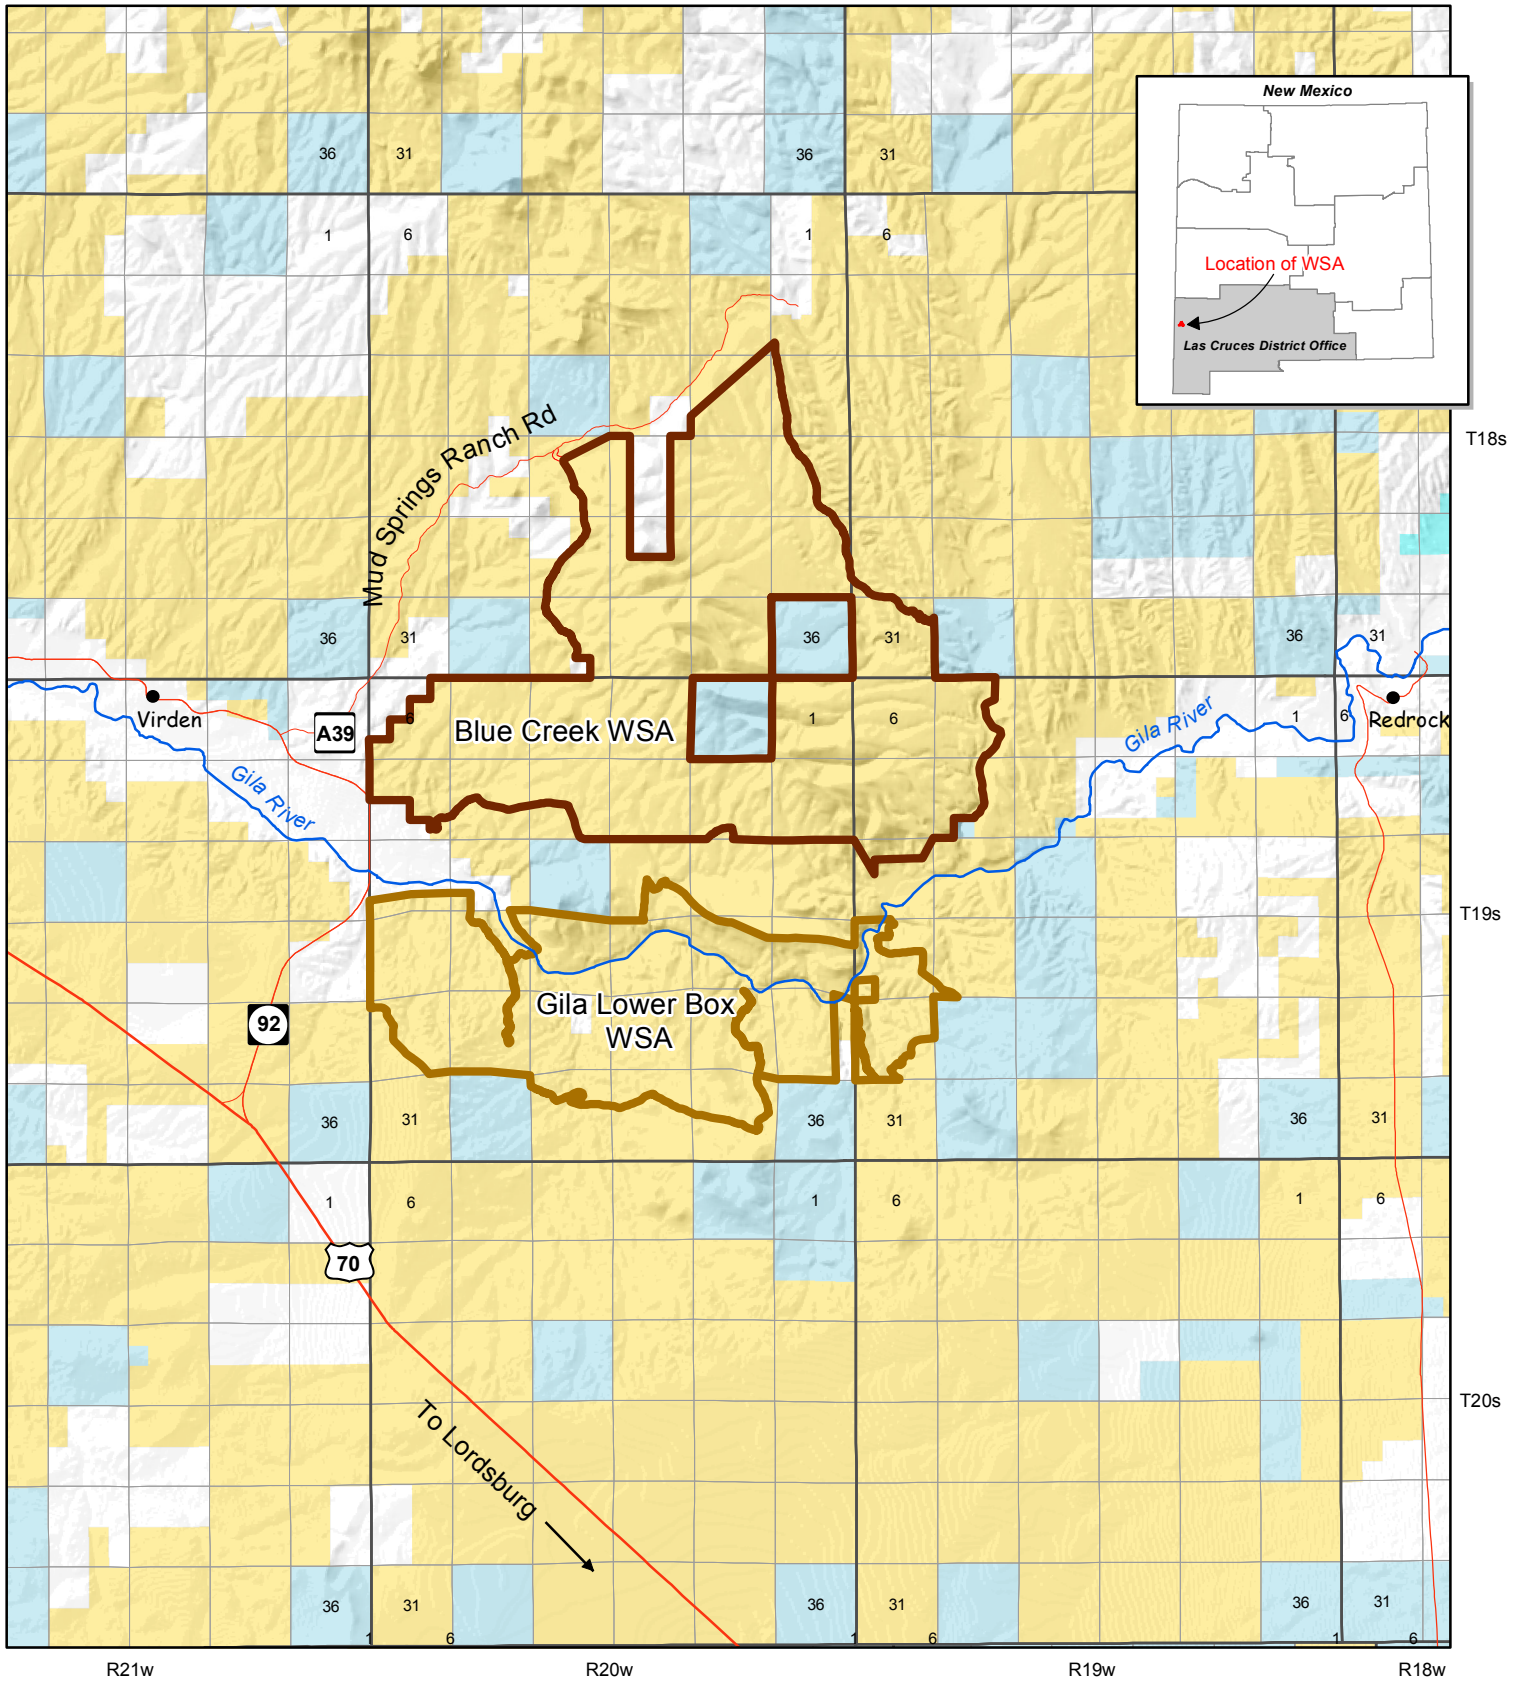 New Mexico
Location of WSA
Las Cruces District Office
36
31
36
31
1
6
1
6
Mud Springs Ranch Rd
T18s
36
31
36
31
36
31
Virden
A39
6
Blue Creek WSA
1
6
Gila River
1
6
Redrock
Gila River
T19s
Gila Lower Box
WSA
92
36
31
36
31
36
31
1
6
1
6
1
6
70
To Lordsburg
T20s
36
31
36
31
36
31
1
6
1
6
1
6
R21w
R20w
R19w
R18w